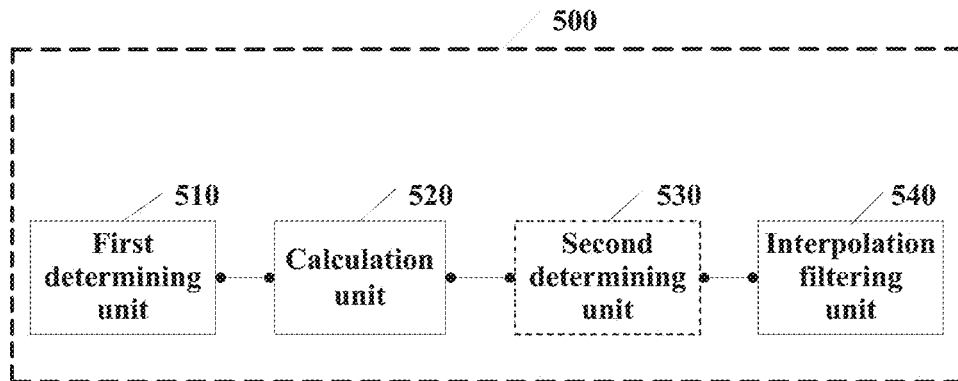 500
510
First
determining
unit
520
Calculation
unit
530
Second
determining
unit
540
Interpolation
filtering
unit